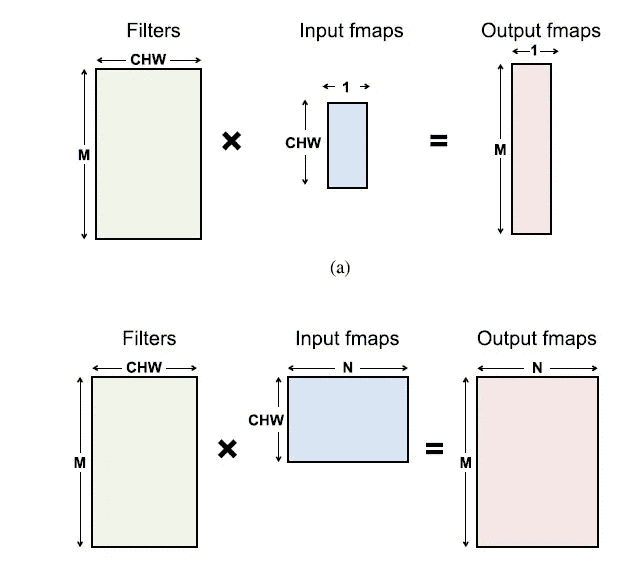 Filters Input fmaps Output fmaps
CHW 1 1
M CHW M
× =
(a)
Filters Input fmaps Output fmaps
CHW N N
M CHW M
× =